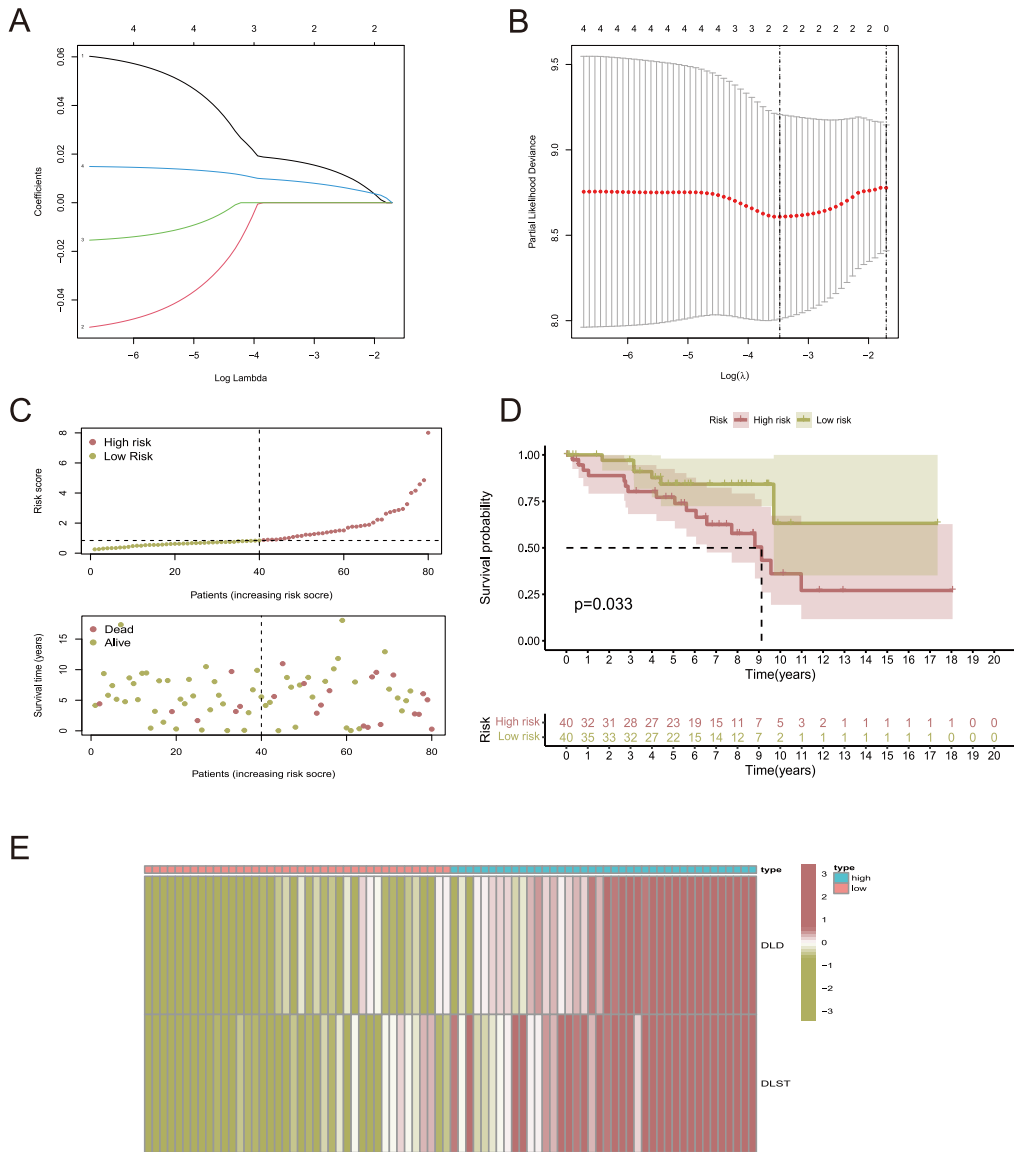 A
4 4 3 2 2
0.06
0.04
0.02
0.00
−0.02
−0.04
Coefficients
1
4
3
2
−6 −5 −4 −3 −2
Log Lambda
B
4 4 4 4 4 4 4 4 3 3 2 2 2 2 2 2 2 0
9.5
9.0
8.5
8.0
Partial Likelihood Deviance
−6 −5 −4 −3 −2
Log(λ)
C
8
6
4
2
0
Risk score
High risk
Low Risk
0 20 40 60 80
Patients (increasing risk socre)
15
10
5
0
Survival time (years)
Dead
Alive
0 20 40 60 80
Patients (increasing risk socre)
D
Risk High risk Low risk
1.00
0.75
0.50
0.25
0.00
Survival probability
p=0.033
0 1 2 3 4 5 6 7 8 9 10 11 12 13 14 15 16 17 18 19 20
Time(years)
Risk
High risk 40 32 31 28 27 23 19 15 11 7 5 3 2 1 1 1 1 1 1 0 0
Low risk 40 35 33 32 27 22 15 14 12 7 2 1 1 1 1 1 1 1 0 0 0
0 1 2 3 4 5 6 7 8 9 10 11 12 13 14 15 16 17 18 19 20
Time(years)
E
type
DLD
DLST
3
2
1
0
−1
−2
−3
type
high
low